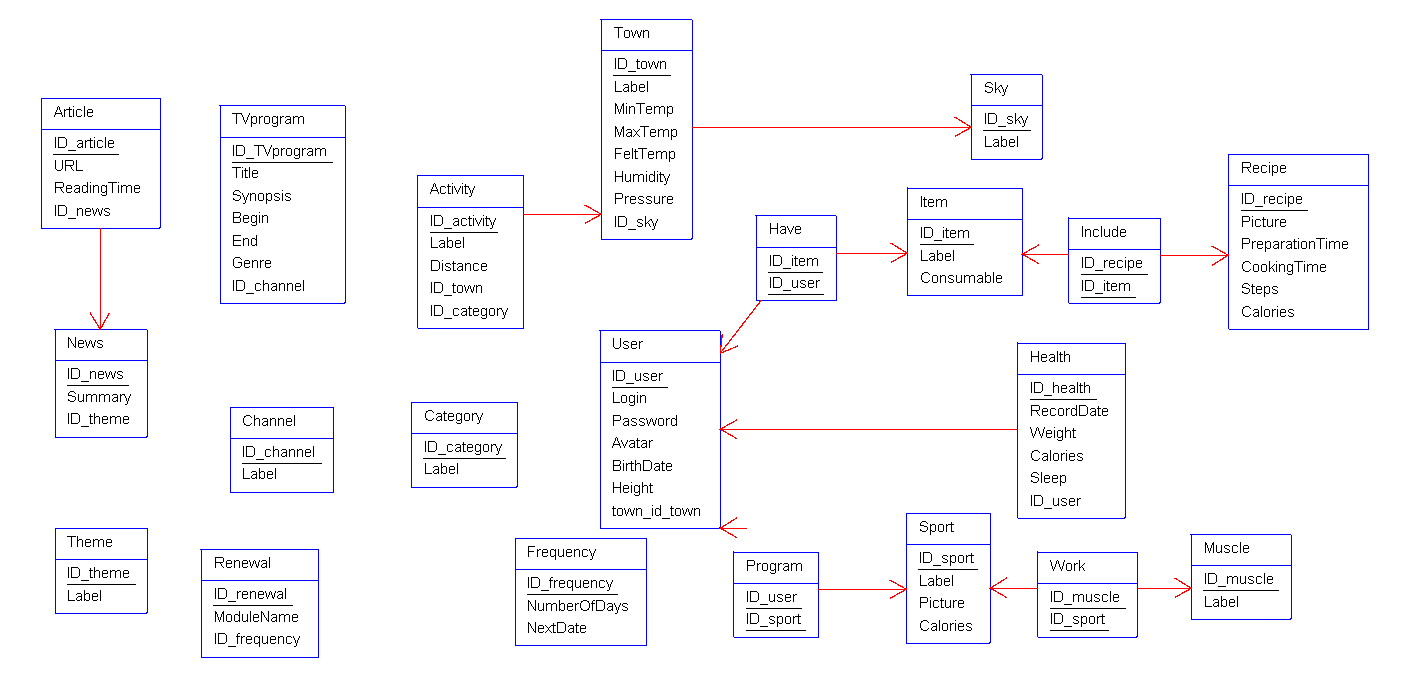 Town
ID_town
Label
MinTemp
MaxTemp
FeltTemp
Humidity
Pressure
ID_sky
Sky
ID_sky
Label
Article
ID_article
URL
ReadingTime
ID_news
TVprogram
ID_TVprogram
Title
Synopsis
Begin
End
Genre
ID_channel
Activity
ID_activity
Label
Distance
ID_town
ID_category
Have
ID_item
ID_user
Item
ID_item
Label
Consumable
Include
ID_recipe
ID_item
Recipe
ID_recipe
Picture
PreparationTime
CookingTime
Steps
Calories
News
ID_news
Summary
ID_theme
Channel
ID_channel
Label
Category
ID_category
Label
User
ID_user
Login
Password
Avatar
BirthDate
Height
town_id_town
Health
ID_health
RecordDate
Weight
Calories
Sleep
ID_user
Theme
ID_theme
Label
Renewal
ID_renewal
ModuleName
ID_frequency
Frequency
ID_frequency
NumberOfDays
NextDate
Program
ID_user
ID_sport
Sport
ID_sport
Label
Picture
Calories
Work
ID_muscle
ID_sport
Muscle
ID_muscle
Label